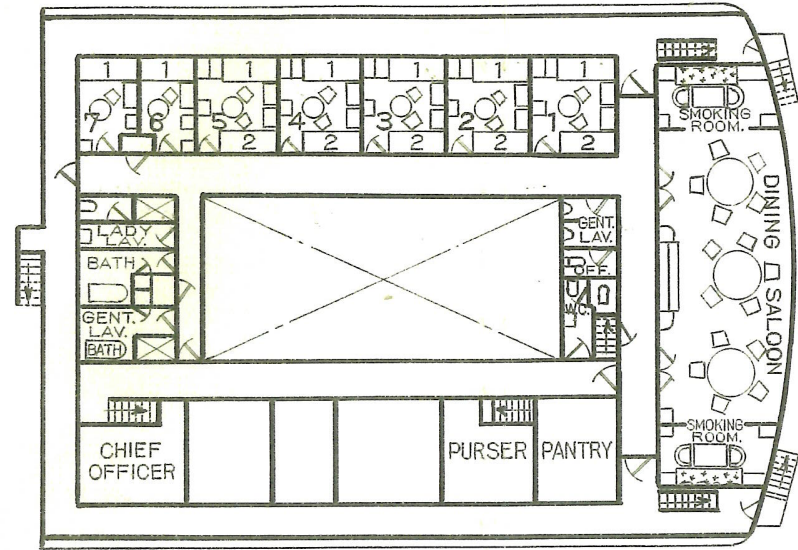 1
1
1
1
1
1
1
7
6
5
4
3
2
1
2
2
2
2
2
SMOKING
ROOM.
DINING SALOON
SMOKING
ROOM.
LADY
LAV.
BATH
GENT.
LAV.
BATH
GENT.
LAV.
OFF.
W.C.
CHIEF
OFFICER
PURSER
PANTRY